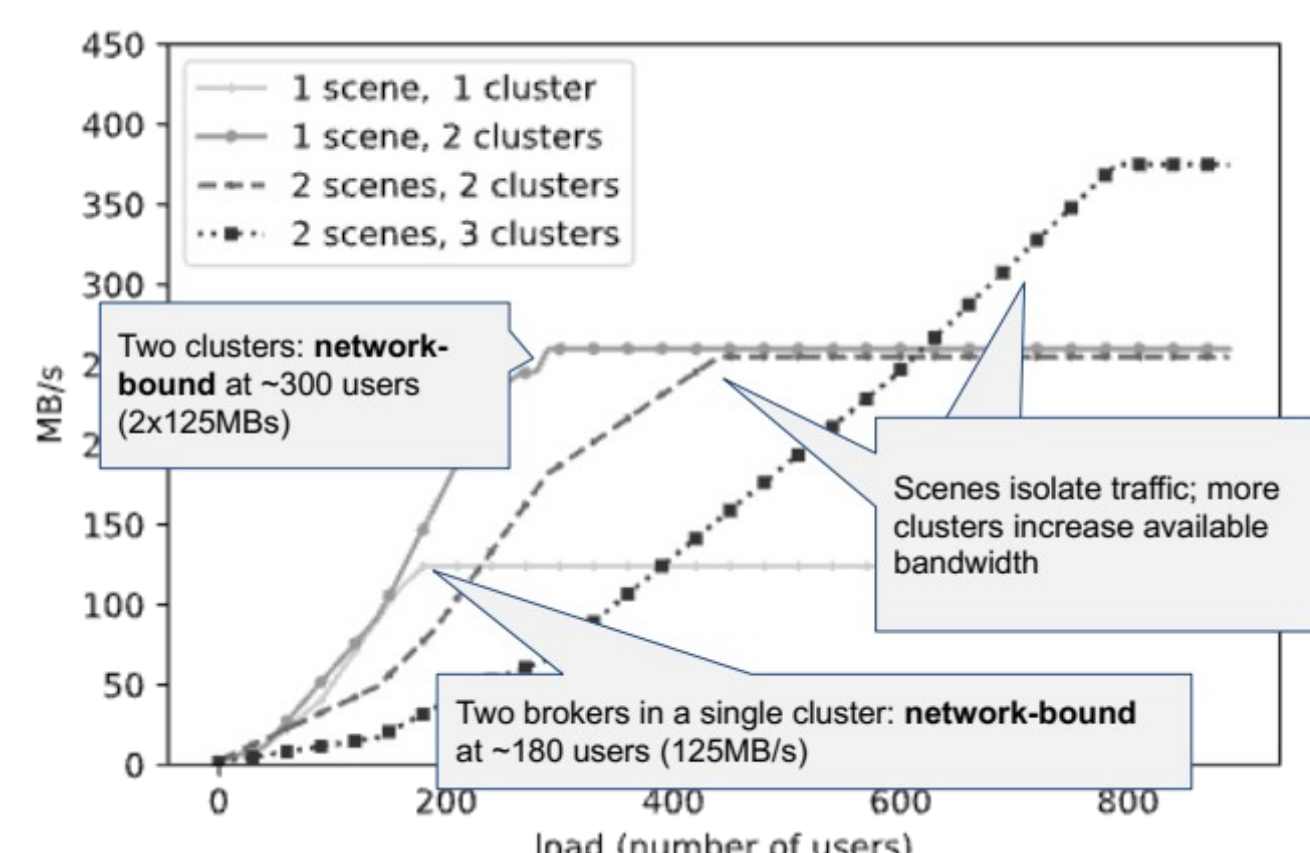 450
400
350
300
2
2
150
100
50
0
MB/s
1 scene, 1 cluster
1 scene, 2 clusters
2 scenes, 2 clusters
2 scenes, 3 clusters
Two clusters: network-
bound at ~300 users
(2x125MBs)
Scenes isolate traffic; more
clusters increase available
bandwidth
Two brokers in a single cluster: network-bound
at ~180 users (125MB/s)
0 200 400 600 800
load (number of users)